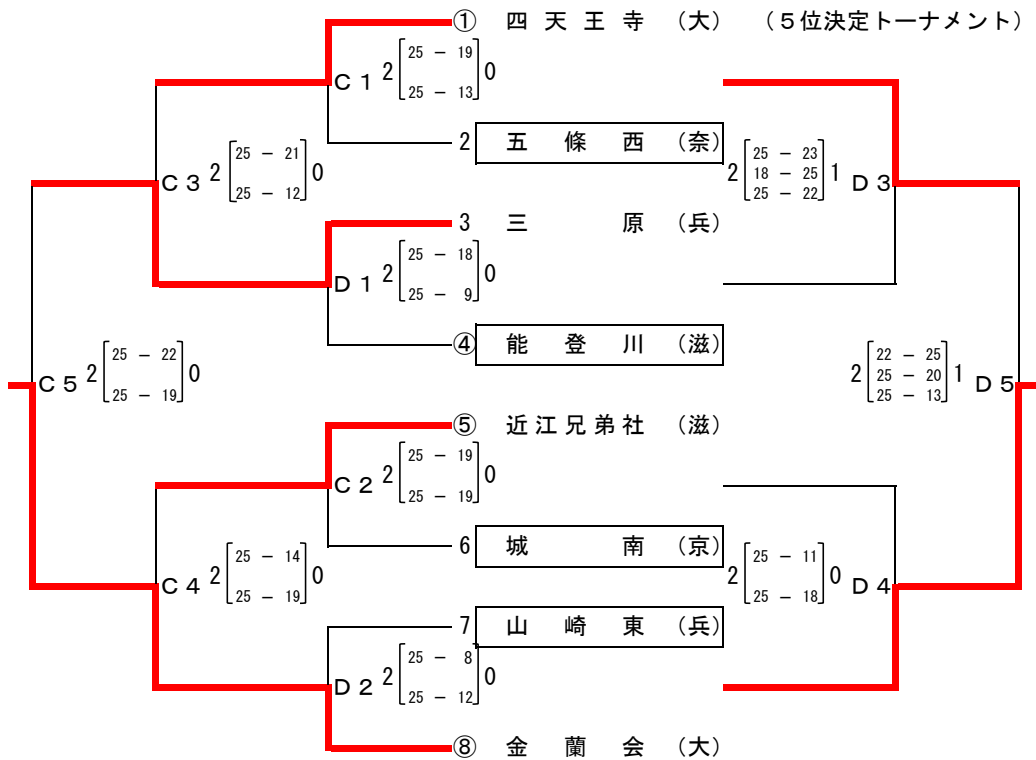 ① 四天王寺 (大) (5位決定トーナメント)
C1 2 [25 - 19 25 - 13] 0
2 五條西 (奈)
C3 2 [25 - 21 25 - 12] 0
2 [25 - 23 18 - 25 25 - 22] 1 D3
3 三原 (兵)
D1 2 [25 - 18 25 - 9] 0
④ 能登川 (滋)
C5 2 [25 - 22 25 - 19] 0
2 [22 - 25 25 - 20 25 - 13] 1 D5
⑤ 近江兄弟社 (滋)
C2 2 [25 - 19 25 - 19] 0
6 城南 (京)
C4 2 [25 - 14 25 - 19] 0
2 [25 - 11 25 - 18] 0 D4
7 山崎東 (兵)
D2 2 [25 - 8 25 - 12] 0
⑧ 金蘭会 (大)